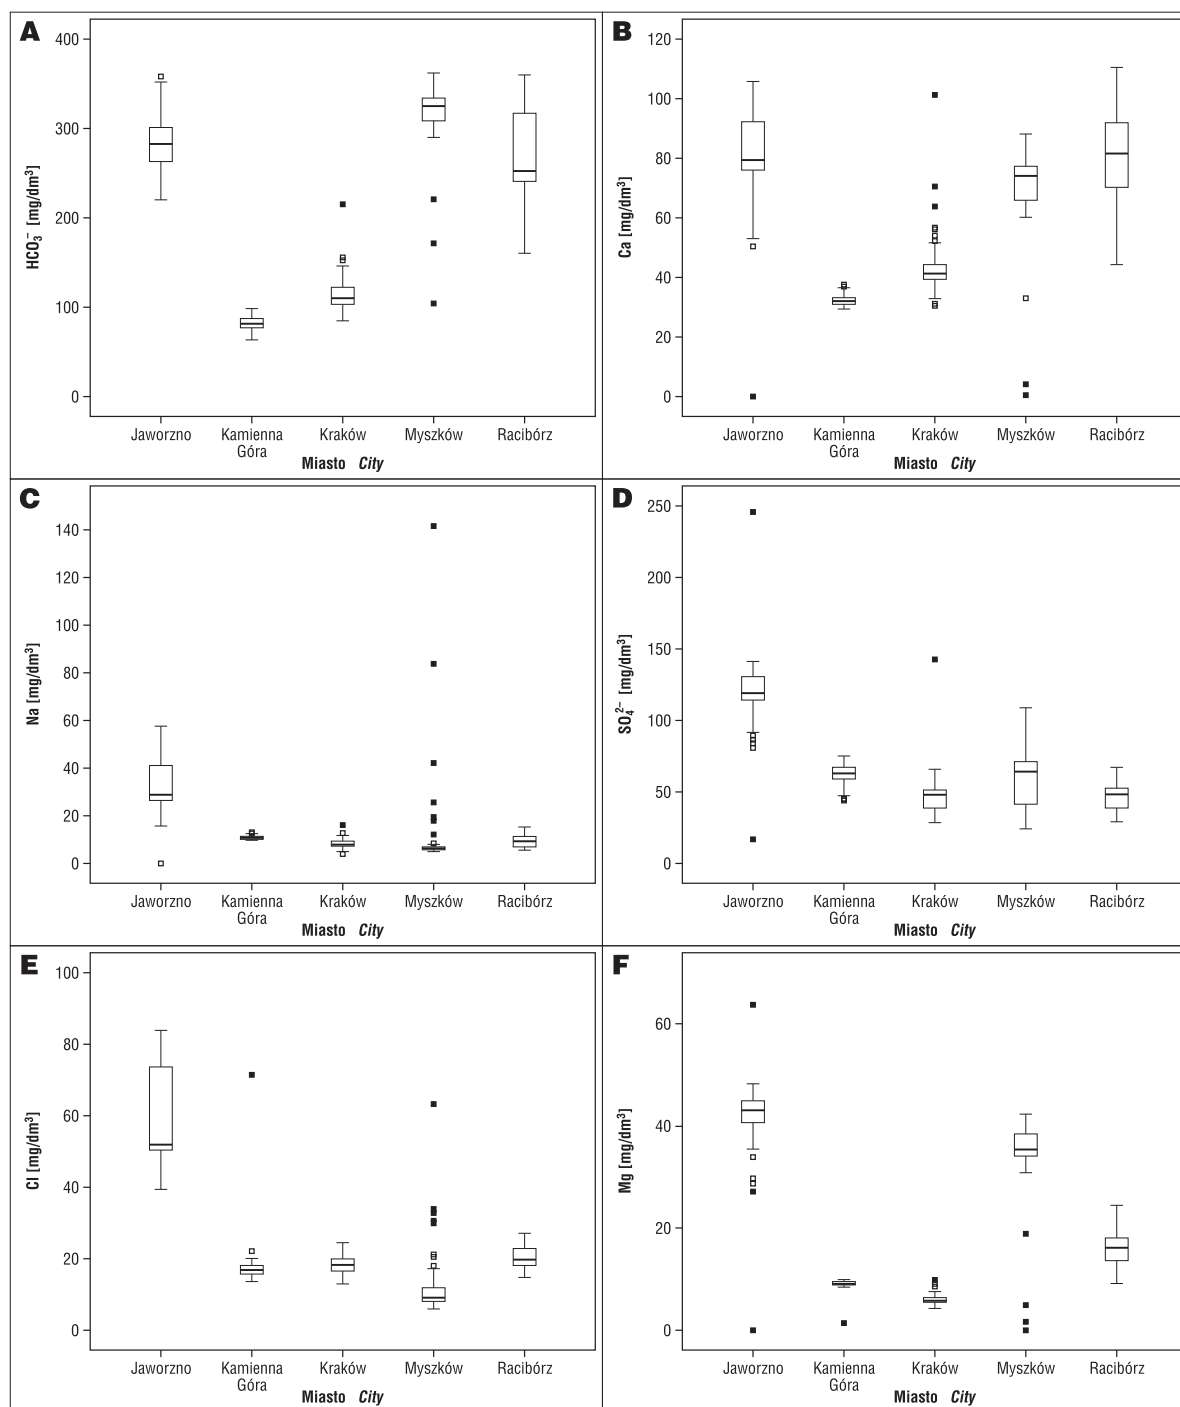 A
HCO₃⁻ [mg/dm³]
400
300
200
100
0
Jaworzno Kamienna Góra Kraków Myszków Racibórz
Miasto City
B
Ca [mg/dm³]
120
100
80
60
40
20
0
Jaworzno Kamienna Góra Kraków Myszków Racibórz
Miasto City
C
Na [mg/dm³]
140
120
100
80
60
40
20
0
Jaworzno Kamienna Góra Kraków Myszków Racibórz
Miasto City
D
SO₄²⁻ [mg/dm³]
250
200
150
100
50
0
Jaworzno Kamienna Góra Kraków Myszków Racibórz
Miasto City
E
Cl [mg/dm³]
100
80
60
40
20
0
Jaworzno Kamienna Góra Kraków Myszków Racibórz
Miasto City
F
Mg [mg/dm³]
60
40
20
0
Jaworzno Kamienna Góra Kraków Myszków Racibórz
Miasto City